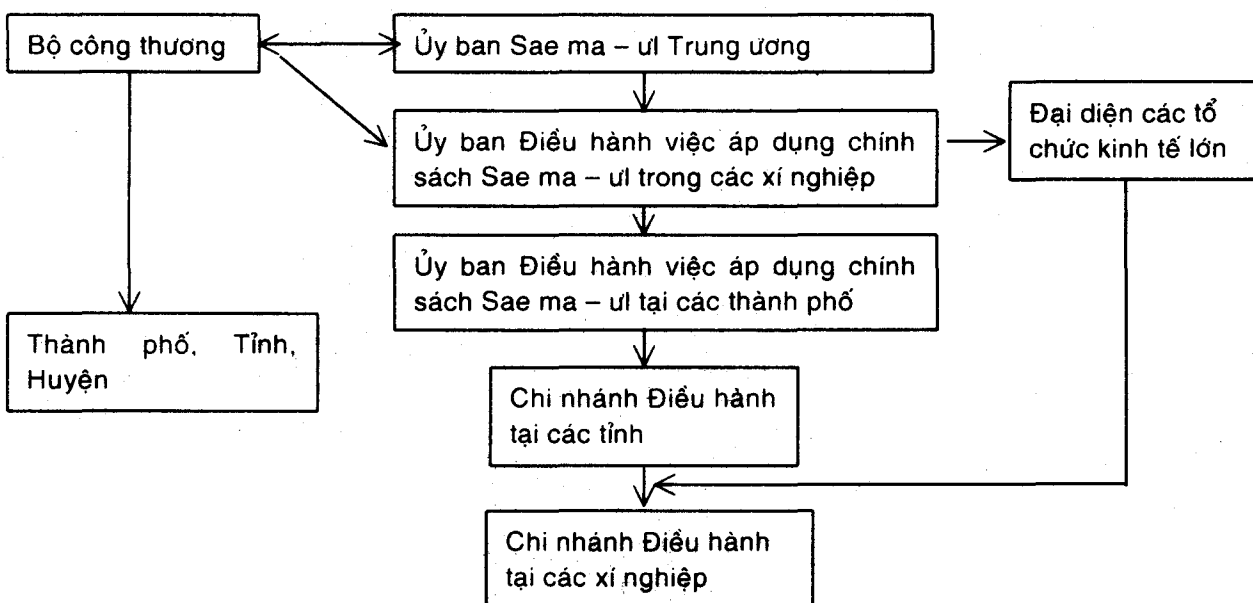 Bộ công thương
Ủy ban Sae ma – ưl Trung ương
Ủy ban Điều hành việc áp dụng chính
sách Sae ma – ưl trong các xí nghiệp
Đại diện các tổ
chức kinh tế lớn
Ủy ban Điều hành việc áp dụng chính
sách Sae ma – ưl tại các thành phố
Thành phố, Tỉnh,
Huyện
Chi nhánh Điều hành
tại các tỉnh
Chi nhánh Điều hành
tại các xí nghiệp